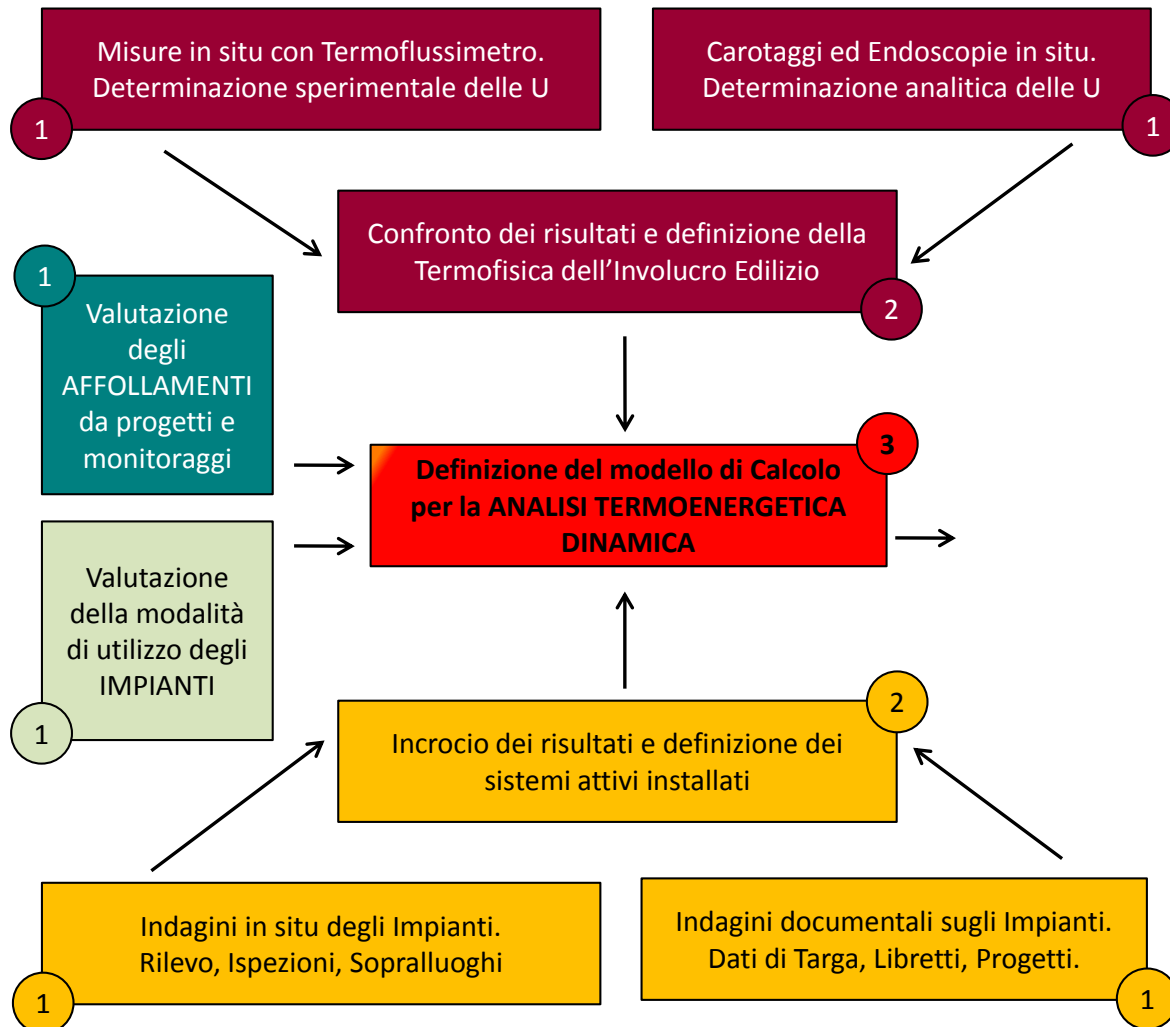 Misure in situ con Termoflussimetro.
Determinazione sperimentale delle U
1
Carotaggi ed Endoscopie in situ.
Determinazione analitica delle U
1
Confronto dei risultati e definizione della
Termofisica dell’Involucro Edilizio
2
1
Valutazione
degli
AFFOLLAMENTI
da progetti e
monitoraggi
3
Definizione del modello di Calcolo
per la ANALISI TERMOENERGETICA
DINAMICA
Valutazione
della modalità
di utilizzo degli
IMPIANTI
1
2
Incrocio dei risultati e definizione dei
sistemi attivi installati
Indagini in situ degli Impianti.
Rilevo, Ispezioni, Sopralluoghi
1
Indagini documentali sugli Impianti.
Dati di Targa, Libretti, Progetti.
1